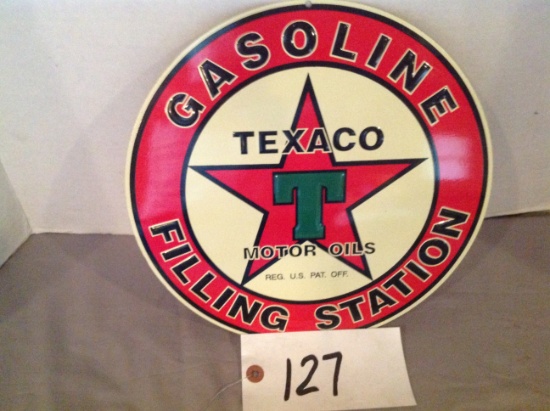 GASOLINE
TEXACO
T
MOTOR OILS
REG. U.S. PAT. OFF.
FILLING STATION
127